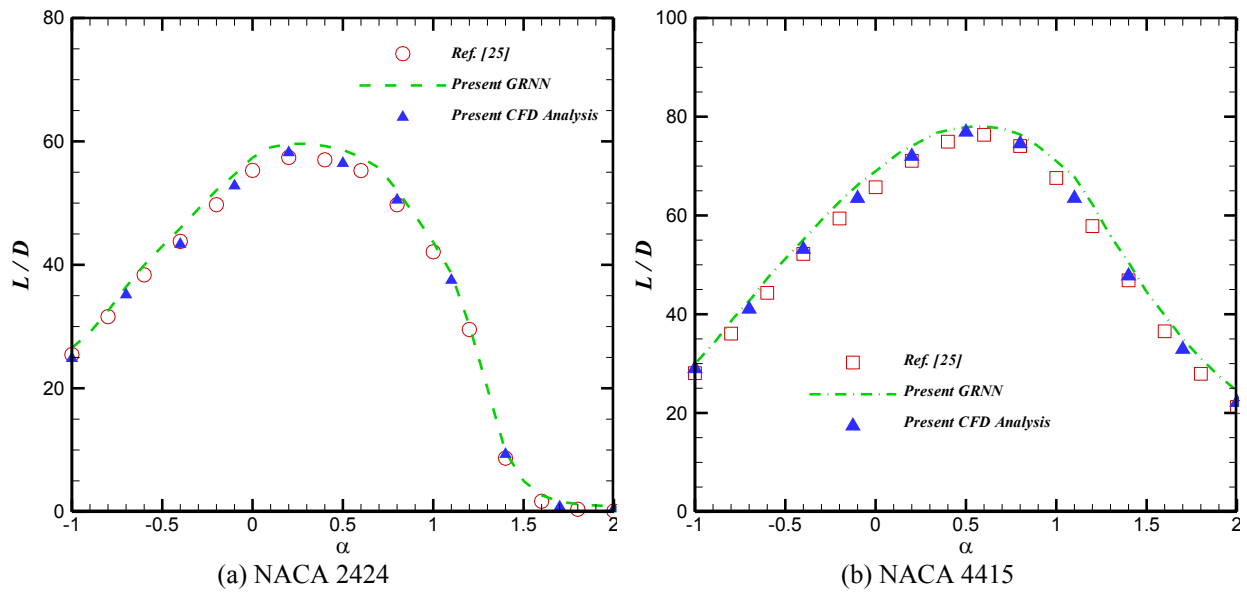 80
60
40
20
0
L / D
-1 -0.5 0 0.5 1 1.5 2
α
Ref. [25]
Present GRNN
Present CFD Analysis
(a) NACA 2424
100
80
60
40
20
0
L / D
-1 -0.5 0 0.5 1 1.5 2
α
Ref. [25]
Present GRNN
Present CFD Analysis
(b) NACA 4415